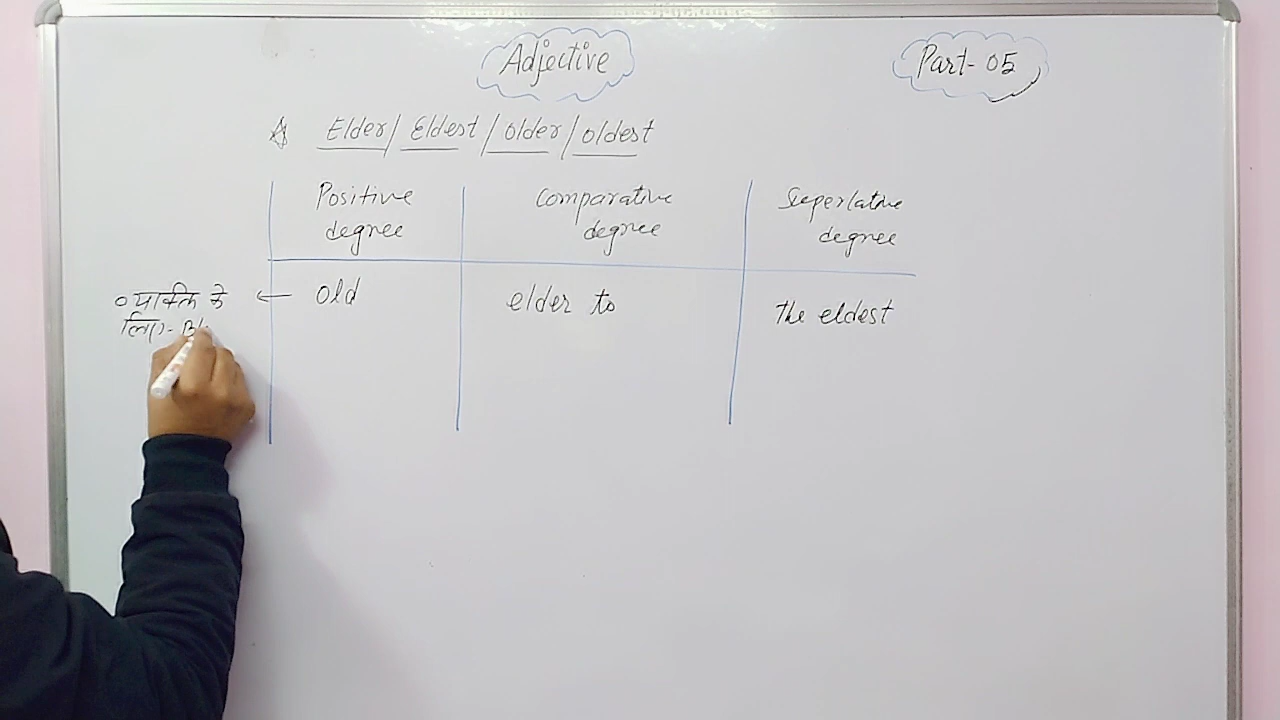 Adjective
Part- 05
☆ Elder/ Eldest / Older / Oldest
Positive degree
Comparative degree
Superlative degree
व्यक्ति के ← old
elder to
The eldest
लिए- Bl